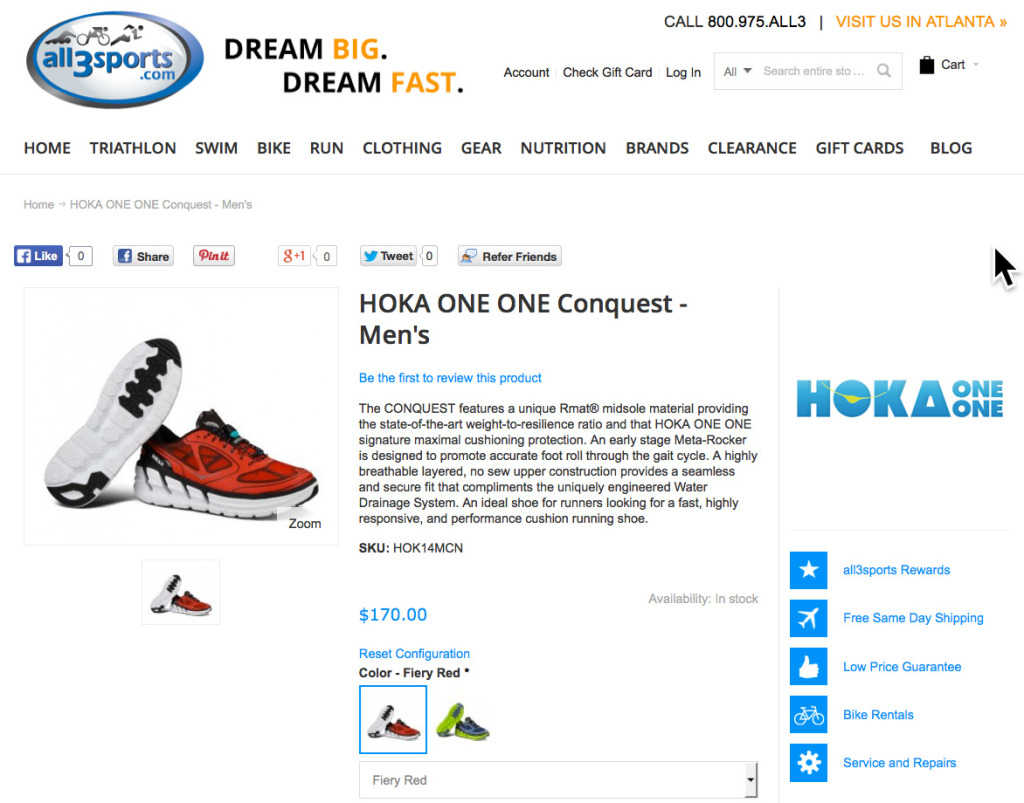 CALL 800.975.ALL3 | VISIT US IN ATLANTA »
all3sports
.com
DREAM BIG.
DREAM FAST.
Account Check Gift Card Log In
All Search entire sto ...
Cart
HOME TRIATHLON SWIM BIKE RUN CLOTHING GEAR NUTRITION BRANDS CLEARANCE GIFT CARDS BLOG
Home → HOKA ONE ONE Conquest - Men's
Like 0 Share Pinit g+1 0 Tweet 0 Refer Friends
HOKA ONE ONE Conquest -
Men's
Be the first to review this product
The CONQUEST features a unique Rmat® midsole material providing
the state-of-the-art weight-to-resilience ratio and that HOKA ONE ONE
signature maximal cushioning protection. An early stage Meta-Rocker
is designed to promote accurate foot roll through the gait cycle. A highly
breathable layered, no sew upper construction provides a seamless
and secure fit that compliments the uniquely engineered Water
Drainage System. An ideal shoe for runners looking for a fast, highly
responsive, and performance cushion running shoe.
SKU: HOK14MCN
Zoom
Availability: In stock
$170.00
Reset Configuration
Color - Fiery Red *
Fiery Red
HOKA ONE
ONE
all3sports Rewards
Free Same Day Shipping
Low Price Guarantee
Bike Rentals
Service and Repairs